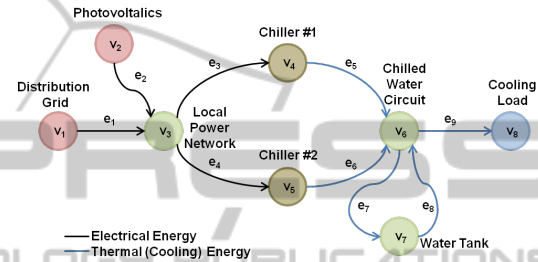 Photovoltaics
v2
e2
Distribution
Grid
v1
e1
v3
Local
Power
Network
e3
e4
Chiller #1
v4
Chiller #2
v5
e5
e6
Chilled
Water
Circuit
v6
e9
Cooling
Load
v8
e7
e8
v7
Water Tank
Electrical Energy
Thermal (Cooling) Energy